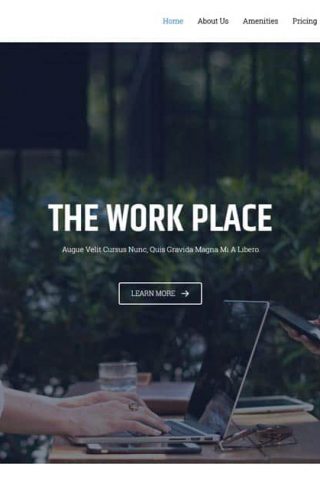 Home About Us Amenities Pricing
THE WORK PLACE
Augue Velit Cursus Nunc, Quis Gravida Magna Mi A Libero.
LEARN MORE